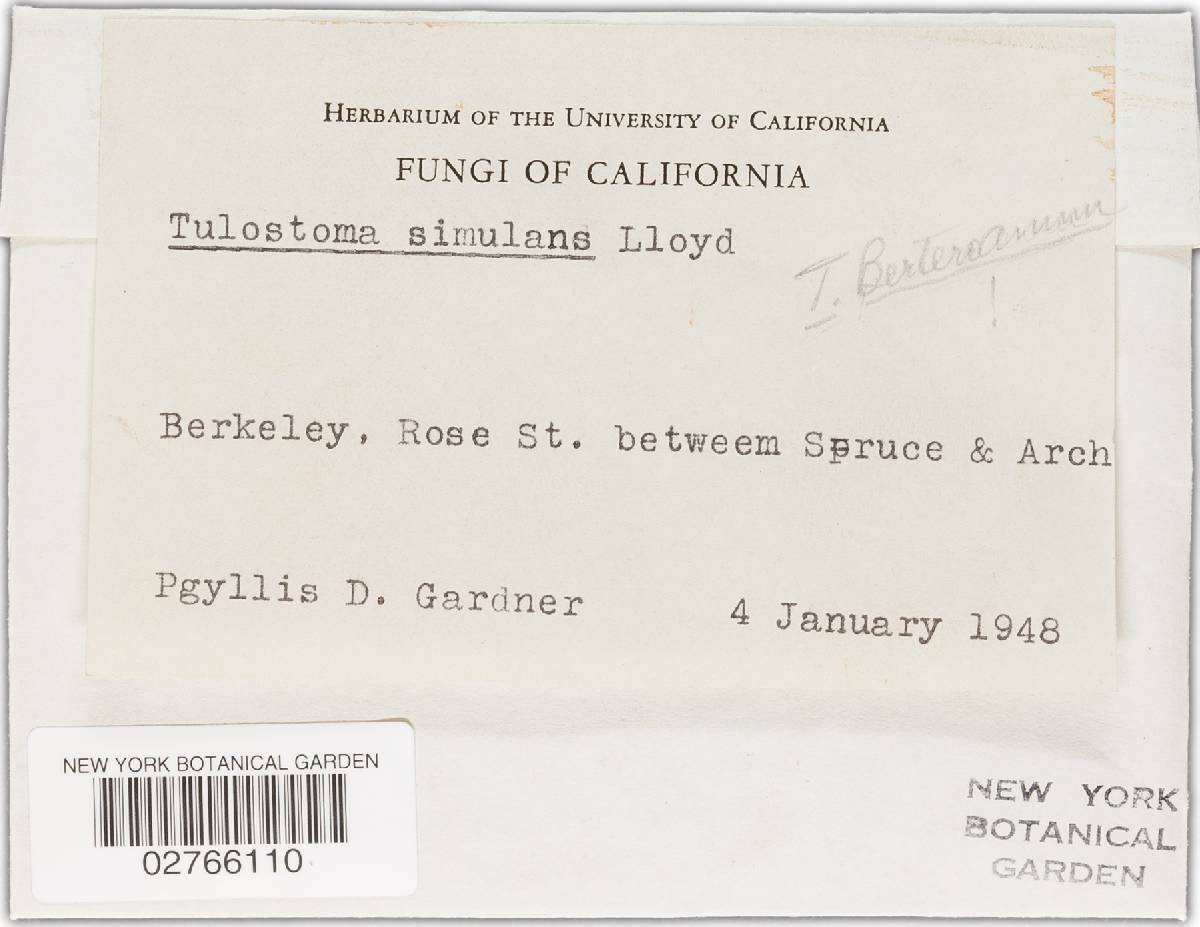 HERBARIUM OF THE UNIVERSITY OF CALIFORNIA
FUNGI OF CALIFORNIA
Tulostoma simulans Lloyd
T. Berteroanum
!
Berkeley, Rose St. betweem Spruce & Arch
Pgyllis D. Gardner 4 January 1948
NEW YORK BOTANICAL GARDEN
02766110
NEW YORK
BOTANICAL
GARDEN